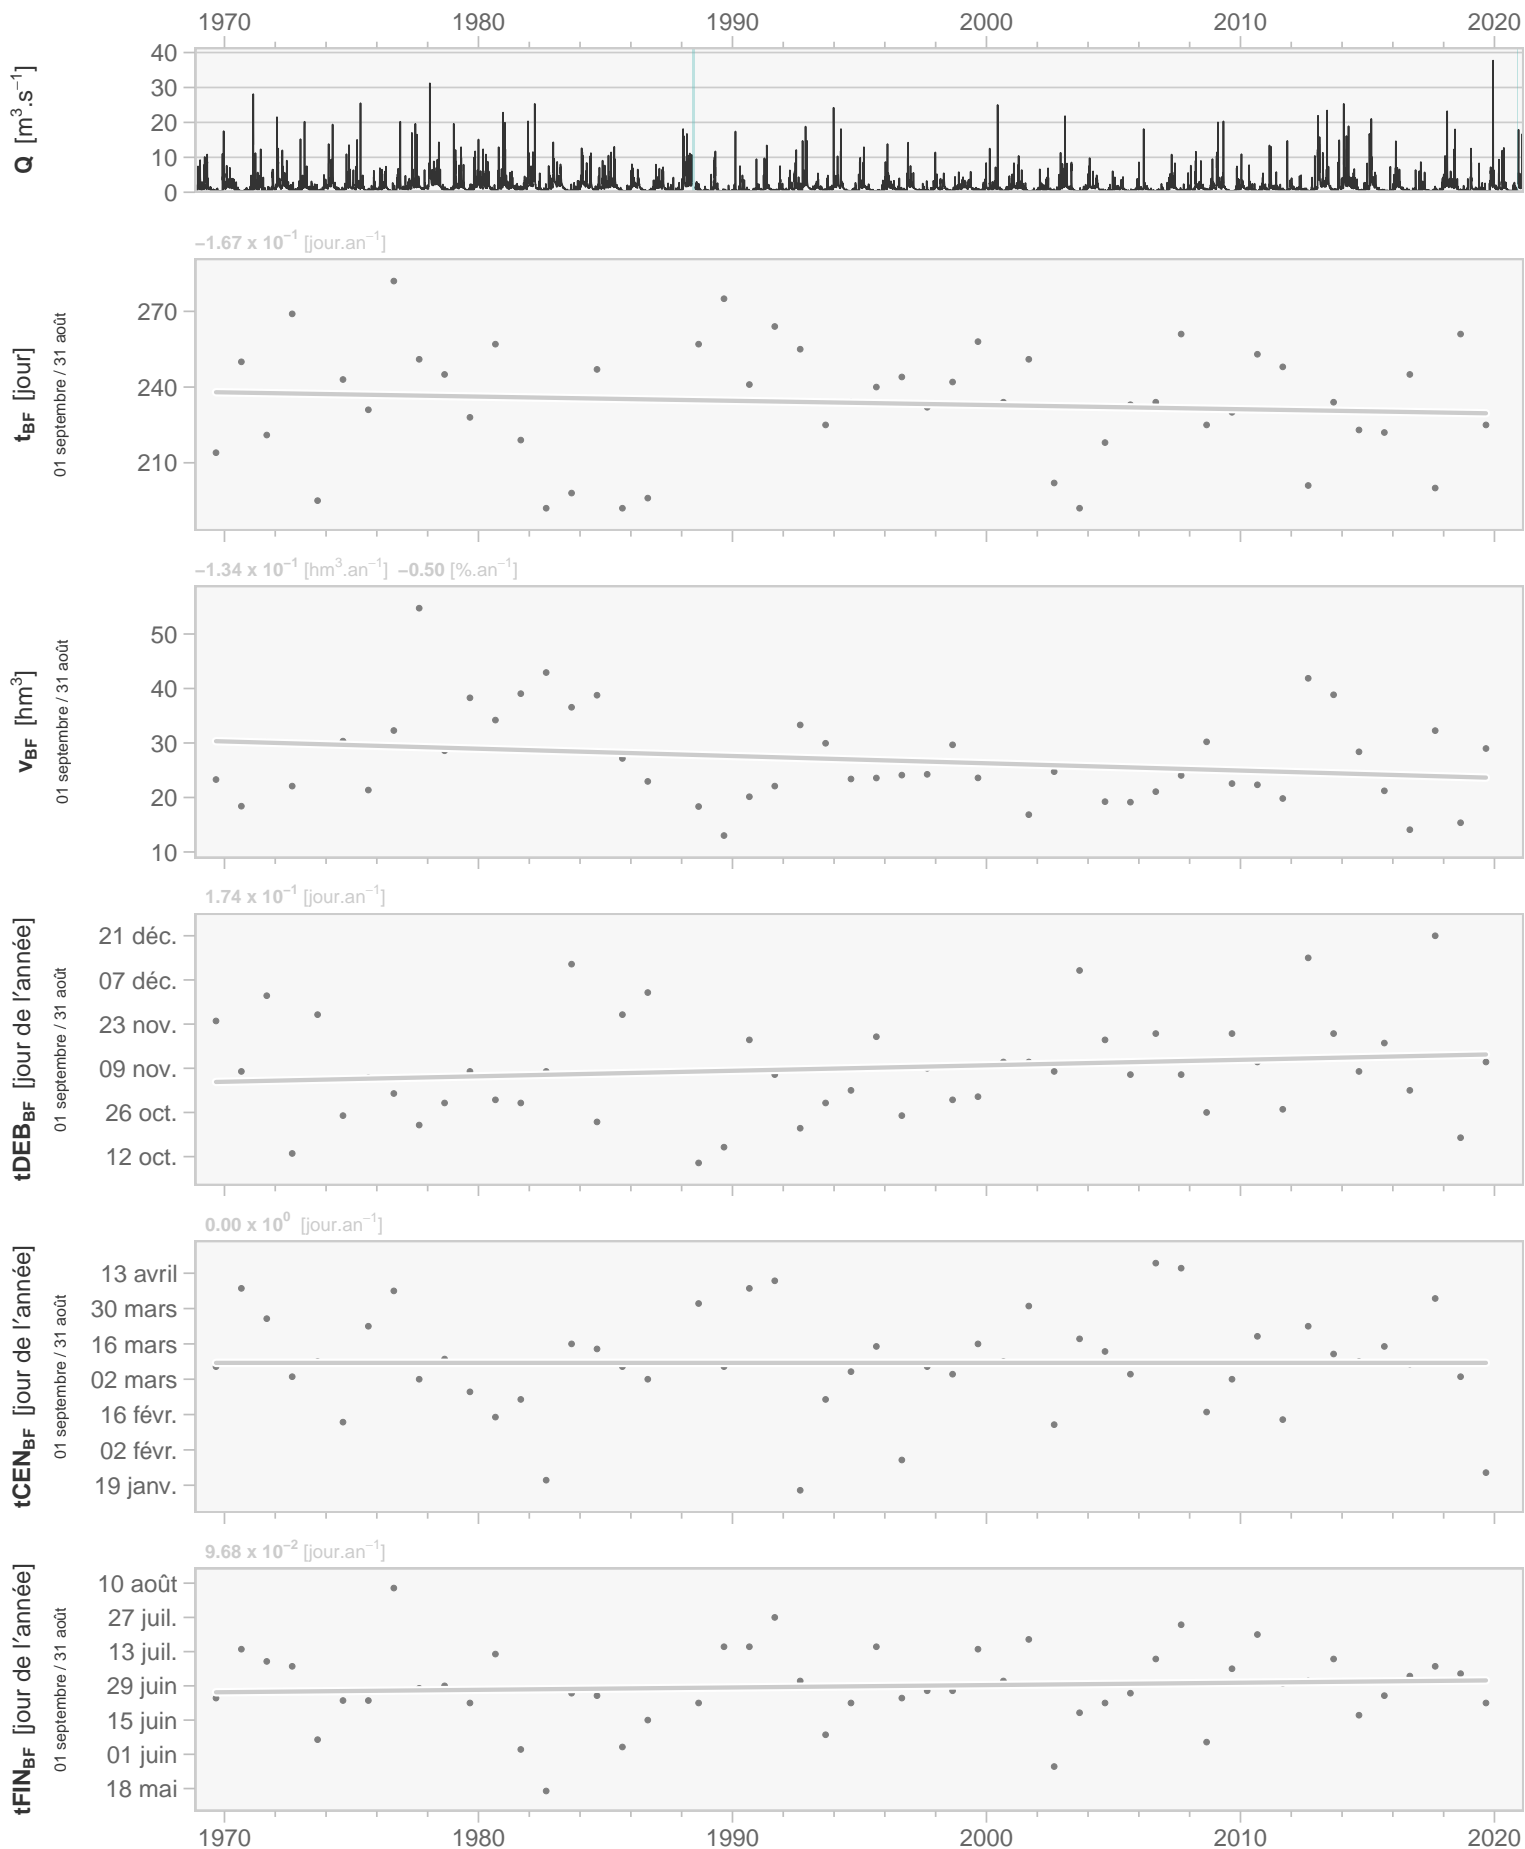 1970 1980 1990 2000 2010 2020
Q [m³.s⁻¹]
40
30
20
10
0
−1.67 x 10⁻¹ [jour.an⁻¹]
tBF [jour]
01 septembre / 31 août
270
240
210
−1.34 x 10⁻¹ [hm³.an⁻¹] −0.50 [%.an⁻¹]
vBF [hm³]
01 septembre / 31 août
50
40
30
20
10
1.74 x 10⁻¹ [jour.an⁻¹]
tDEBBF [jour de l'année]
01 septembre / 31 août
21 déc.
07 déc.
23 nov.
09 nov.
26 oct.
12 oct.
0.00 x 10⁰ [jour.an⁻¹]
tCENBF [jour de l'année]
01 septembre / 31 août
13 avril
30 mars
16 mars
02 mars
16 févr.
02 févr.
19 janv.
9.68 x 10⁻² [jour.an⁻¹]
tFINBF [jour de l'année]
01 septembre / 31 août
10 août
27 juil.
13 juil.
29 juin
15 juin
01 juin
18 mai
1970 1980 1990 2000 2010 2020